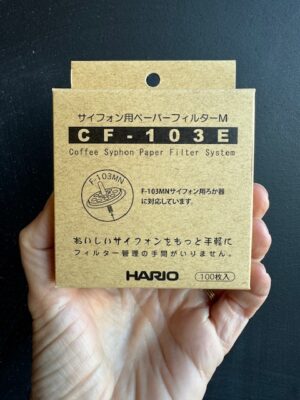 サイフォン用ペーパーフィルターM
CF-103E
Coffee Syphon Paper Filter System
F-103MN
F-103MNサイフォン用ろか器
に対応しています。
おいしいサイフォンをもっと手軽に
フィルター管理の手間がいりません。
HARIO
100枚入